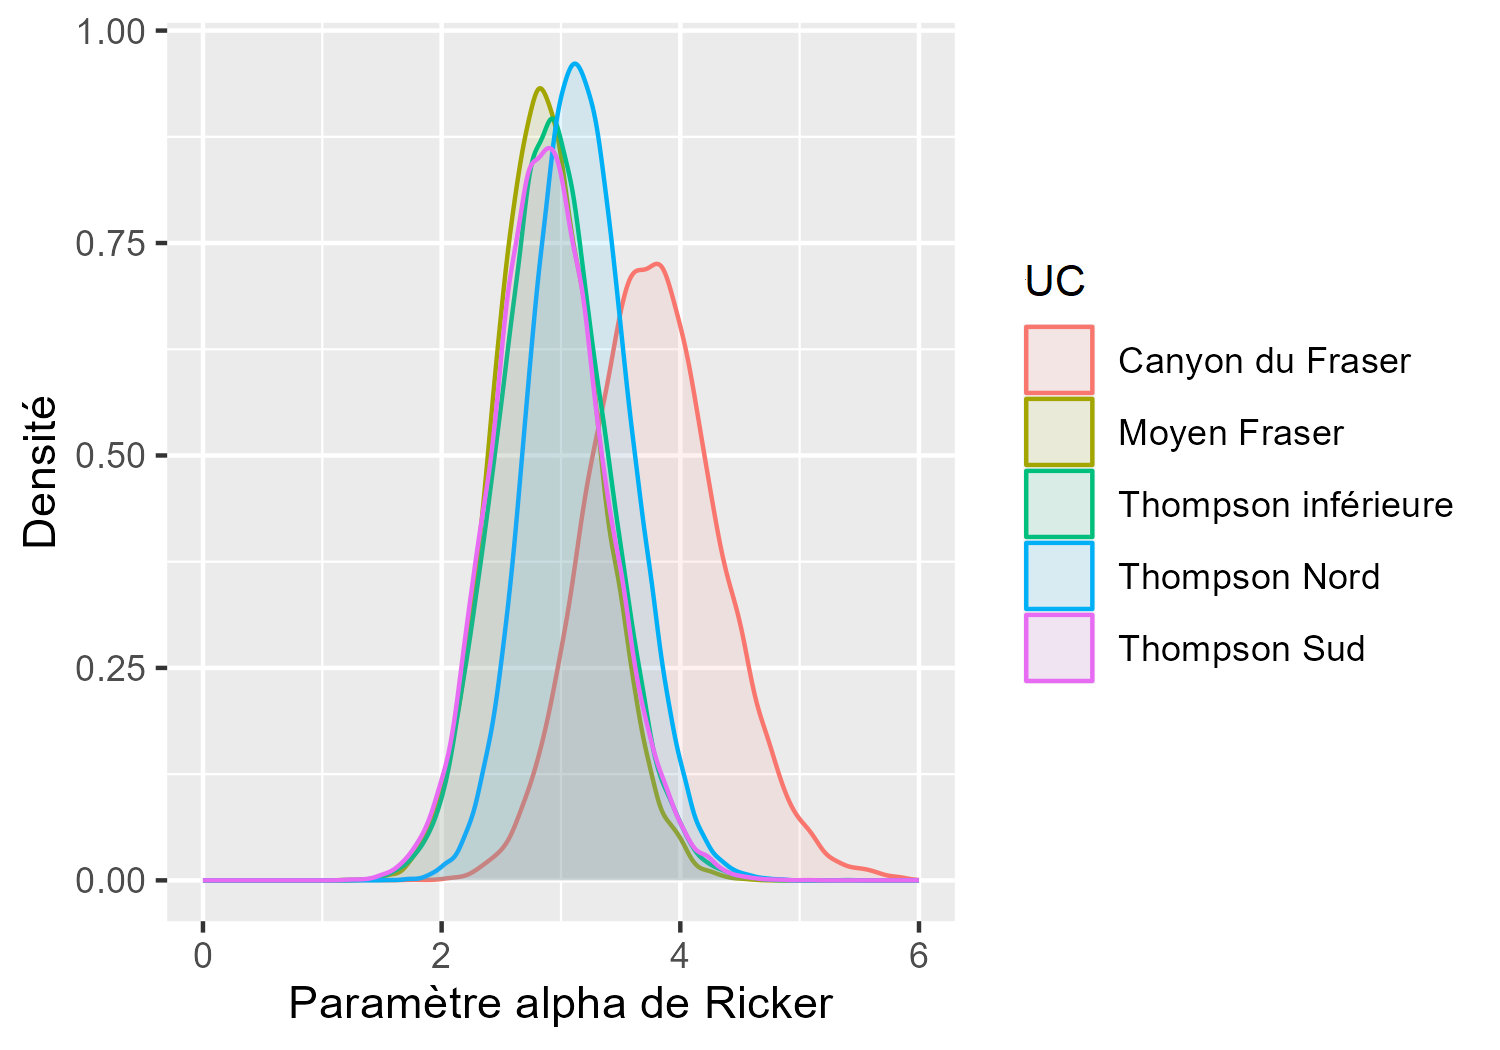 1.00
0.75
0.50
0.25
0.00
Densité
0
2
4
6
Paramètre alpha de Ricker
UC
Canyon du Fraser
Moyen Fraser
Thompson inférieure
Thompson Nord
Thompson Sud